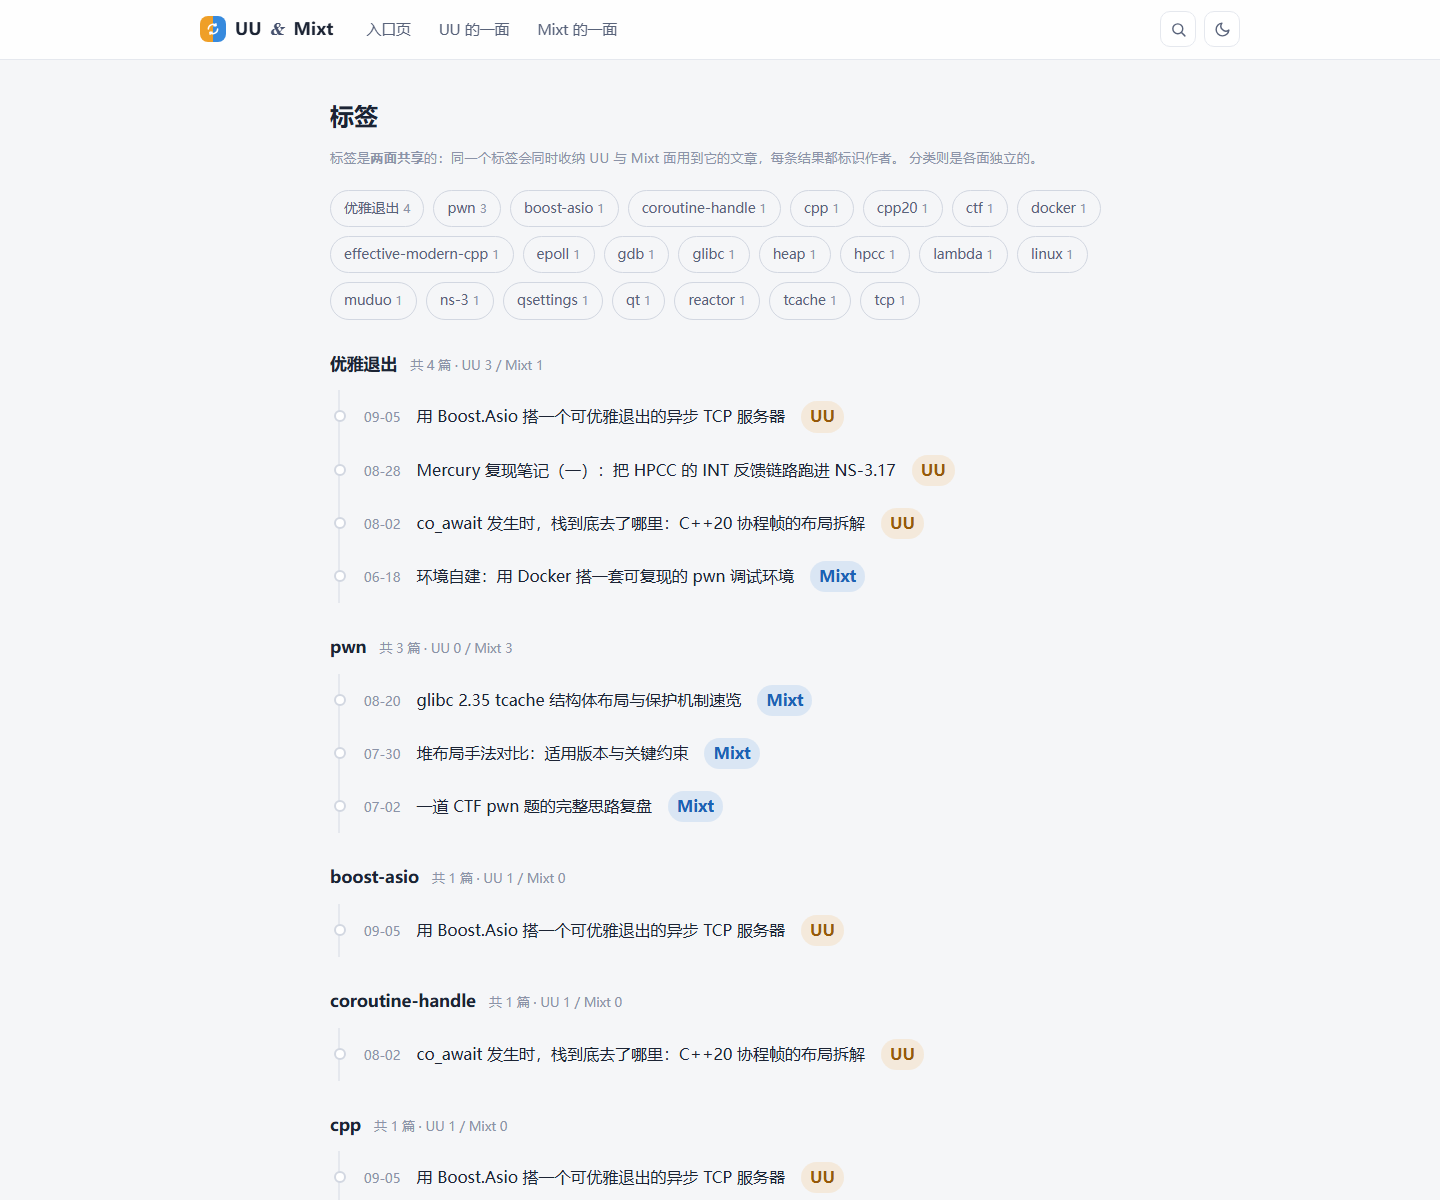 UU & Mixt 入口页 UU 的一面 Mixt 的一面
标签
标签是两面共享的：同一个标签会同时收纳 UU 与 Mixt 面用到它的文章，每条结果都标识作者。 分类则是各面独立的。
优雅退出 4 pwn 3 boost-asio 1 coroutine-handle 1 cpp 1 cpp20 1 ctf 1 docker 1
effective-modern-cpp 1 epoll 1 gdb 1 glibc 1 heap 1 hpcc 1 lambda 1 linux 1
muduo 1 ns-3 1 qsettings 1 qt 1 reactor 1 tcache 1 tcp 1
优雅退出 共 4 篇 · UU 3 / Mixt 1
09-05 用 Boost.Asio 搭一个可优雅退出的异步 TCP 服务器 UU
08-28 Mercury 复现笔记（一）：把 HPCC 的 INT 反馈链路跑进 NS-3.17 UU
08-02 co_await 发生时，栈到底去了哪里：C++20 协程帧的布局拆解 UU
06-18 环境自建：用 Docker 搭一套可复现的 pwn 调试环境 Mixt
pwn 共 3 篇 · UU 0 / Mixt 3
08-20 glibc 2.35 tcache 结构体布局与保护机制速览 Mixt
07-30 堆布局手法对比：适用版本与关键约束 Mixt
07-02 一道 CTF pwn 题的完整思路复盘 Mixt
boost-asio 共 1 篇 · UU 1 / Mixt 0
09-05 用 Boost.Asio 搭一个可优雅退出的异步 TCP 服务器 UU
coroutine-handle 共 1 篇 · UU 1 / Mixt 0
08-02 co_await 发生时，栈到底去了哪里：C++20 协程帧的布局拆解 UU
cpp 共 1 篇 · UU 1 / Mixt 0
09-05 用 Boost.Asio 搭一个可优雅退出的异步 TCP 服务器 UU